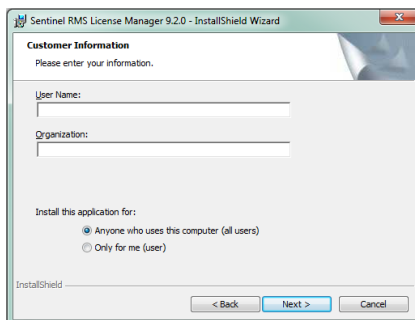 Sentinel RMS License Manager 9.2.0 - InstallShield Wizard
Customer Information
Please enter your information.
User Name:
Organization:
Install this application for:
Anyone who uses this computer (all users)
Only for me (user)
InstallShield
< Back Next > Cancel